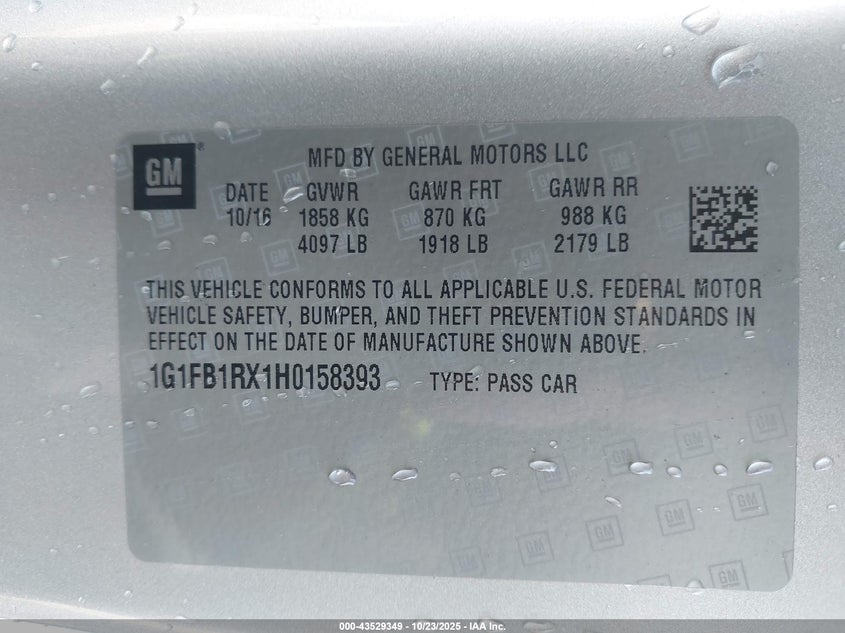 GM ®
MFD BY GENERAL MOTORS LLC
DATE GVWR GAWR FRT GAWR RR
10/16 1858 KG 870 KG 988 KG
4097 LB 1918 LB 2179 LB
THIS VEHICLE CONFORMS TO ALL APPLICABLE U.S. FEDERAL MOTOR
VEHICLE SAFETY, BUMPER, AND THEFT PREVENTION STANDARDS IN
EFFECT ON THE DATE OF MANUFACTURE SHOWN ABOVE.
1G1FB1RX1H0158393 TYPE: PASS CAR
000-43529349 | 10/23/2025 - IAA Inc.